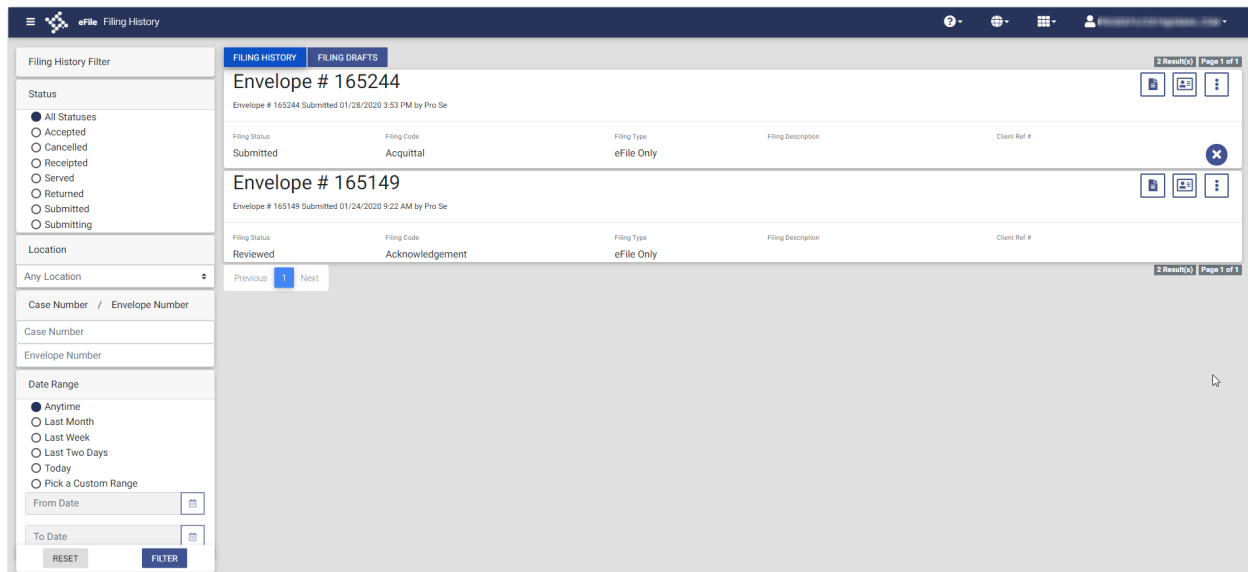 eFile Filing History
Filing History Filter
Status
All Statuses
Accepted
Cancelled
Receipted
Served
Returned
Submitted
Submitting
Location
Any Location
Case Number / Envelope Number
Case Number
Envelope Number
Date Range
Anytime
Last Month
Last Week
Last Two Days
Today
Pick a Custom Range
From Date
To Date
RESET FILTER
FILING HISTORY FILING DRAFTS
2 Result(s) Page 1 of 1
Envelope # 165244
Envelope # 165244 Submitted 01/28/2020 3:53 PM by Pro Se
Filing Status Filing Code Filing Type Filing Description Client Ref #
Submitted Acquittal eFile Only
Envelope # 165149
Envelope # 165149 Submitted 01/24/2020 9:22 AM by Pro Se
Filing Status Filing Code Filing Type Filing Description Client Ref #
Reviewed Acknowledgement eFile Only
2 Result(s) Page 1 of 1
Previous 1 Next